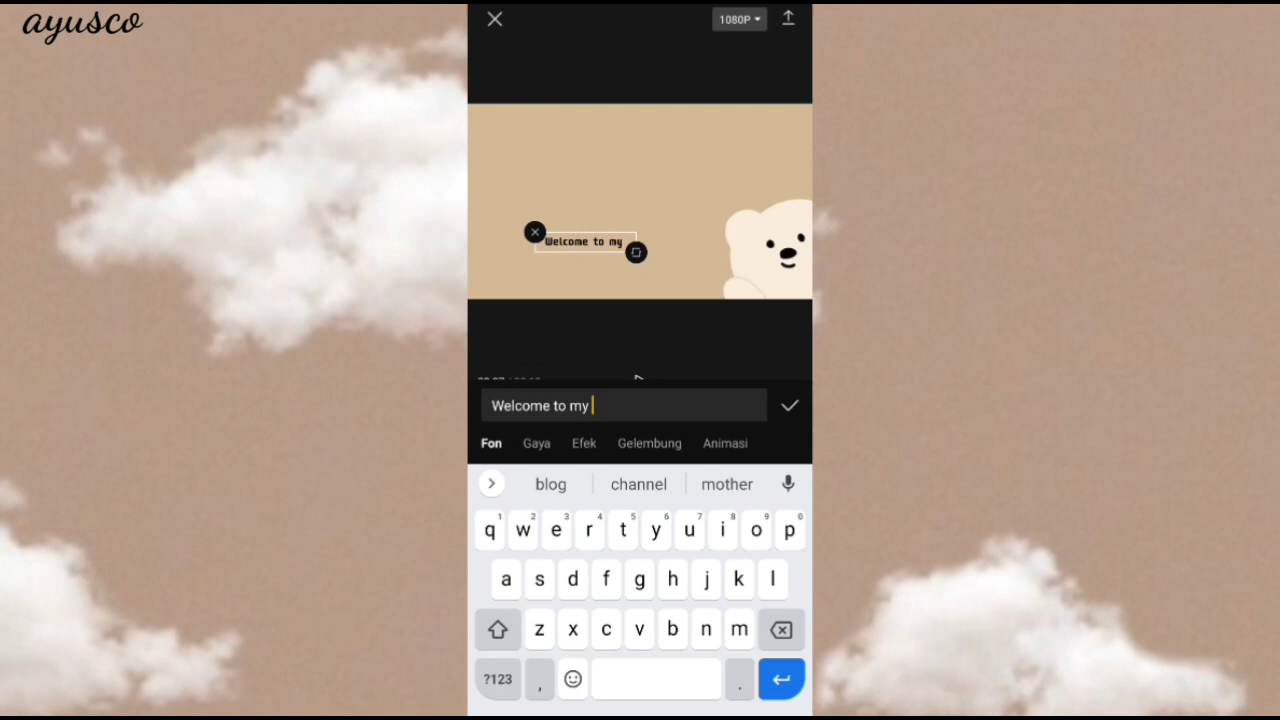 ayusco
1080P
Welcome to my
Welcome to my
Fon Gaya Efek Gelembung Animasi
blog channel mother
1 2 3 4 5 6 7 8 9 0
q w e r t y u i o p
a s d f g h j k l
z x c v b n m
?123 , .